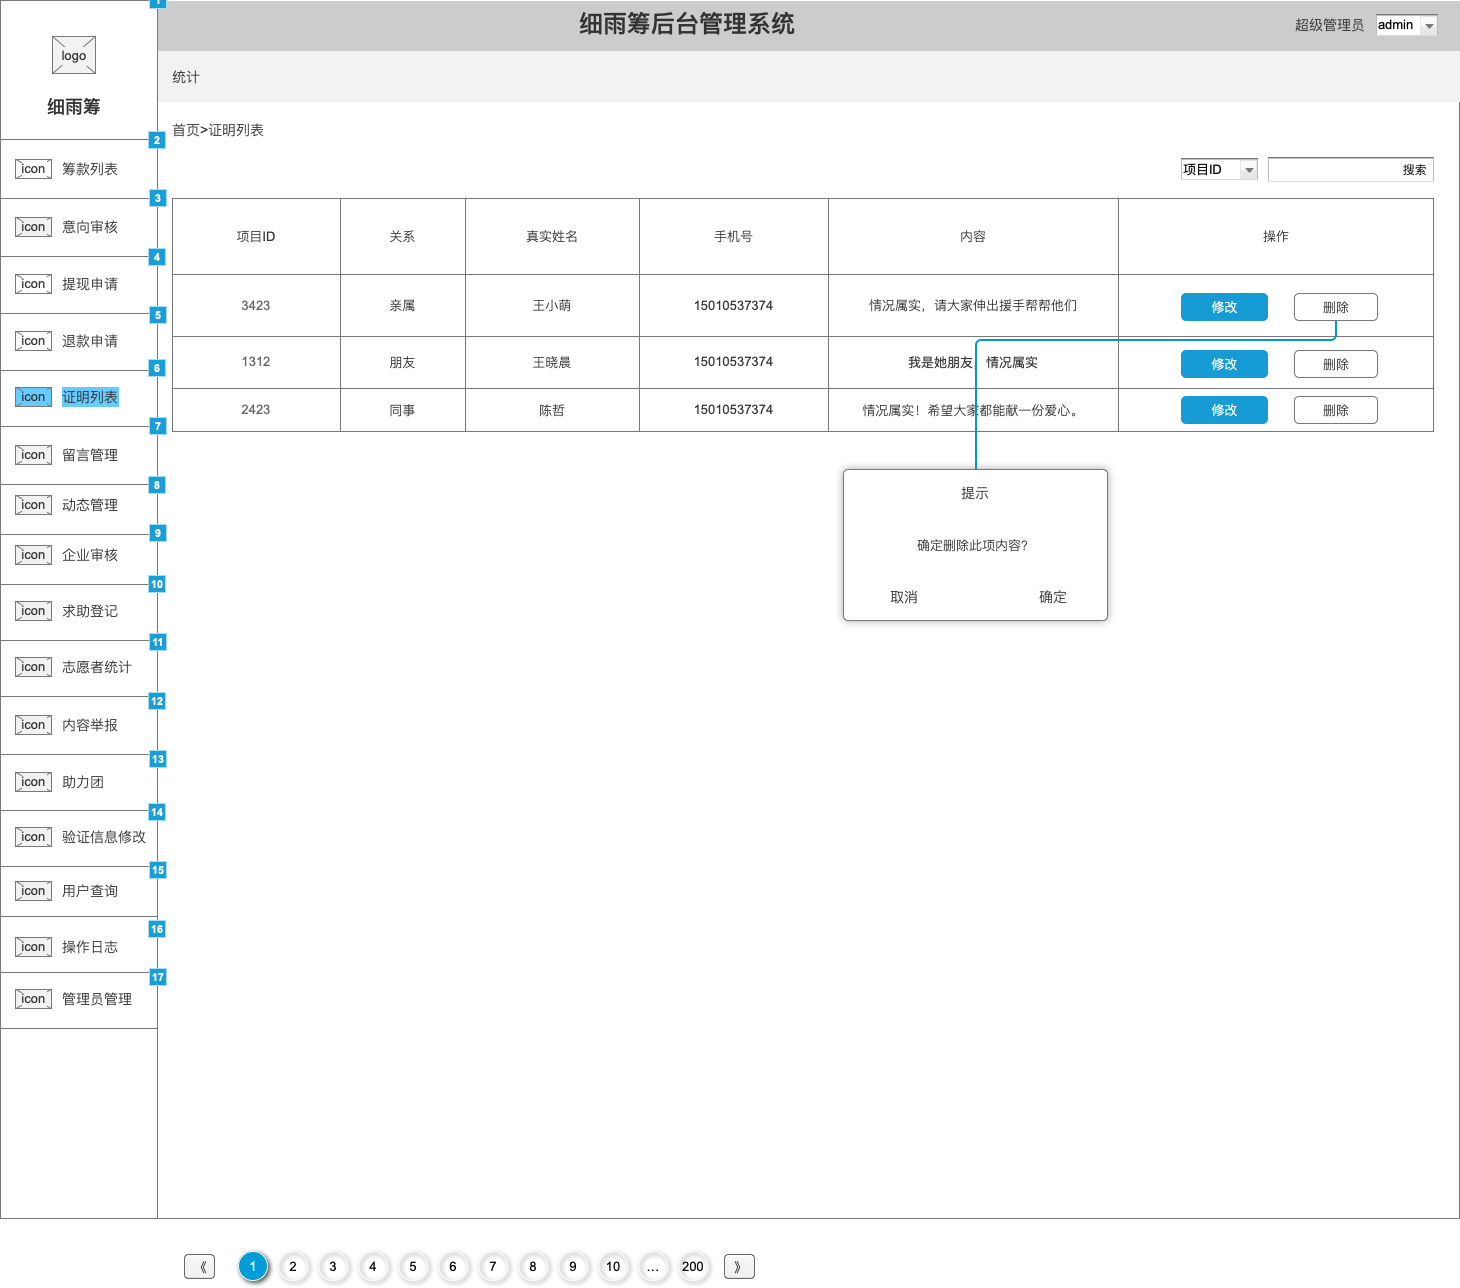 1
细雨筹后台管理系统
超级管理员 admin
logo
细雨筹
统计
首页>证明列表
项目ID 搜索
2
icon 筹款列表
3
icon 意向审核
4
icon 提现申请
5
icon 退款申请
6
icon 证明列表
7
icon 留言管理
8
icon 动态管理
9
icon 企业审核
10
icon 求助登记
11
icon 志愿者统计
12
icon 内容举报
13
icon 助力团
14
icon 验证信息修改
15
icon 用户查询
16
icon 操作日志
17
icon 管理员管理
项目ID 关系 真实姓名 手机号 内容 操作
3423 亲属 王小萌 15010537374 情况属实，请大家伸出援手帮帮他们 修改 删除
1312 朋友 王晓晨 15010537374 我是她朋友，情况属实 修改 删除
2423 同事 陈哲 15010537374 情况属实！希望大家都能献一份爱心。 修改 删除
提示
确定删除此项内容？
取消 确定
《 1 2 3 4 5 6 7 8 9 10 ... 200 》